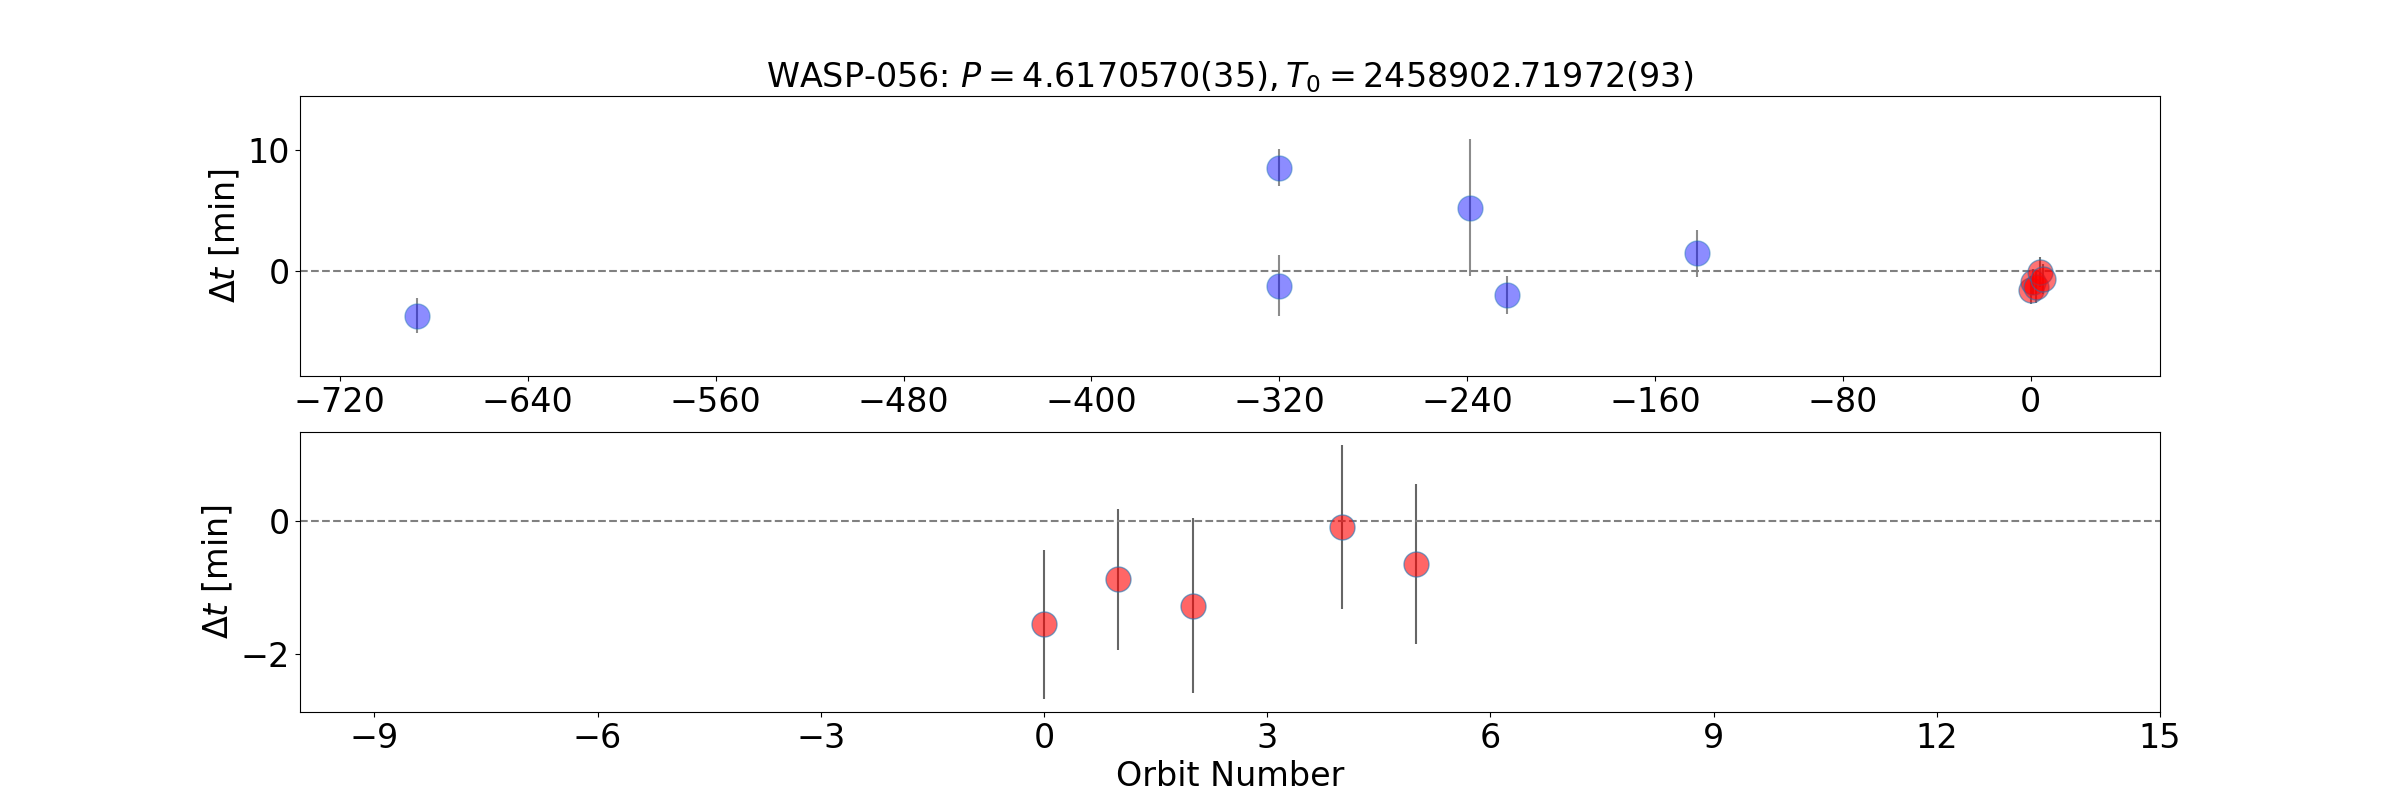 WASP-056: P = 4.6170570(35), T₀ = 2458902.71972(93)
Δt [min]
10
0
−720 −640 −560 −480 −400 −320 −240 −160 −80 0
Δt [min]
0
−2
−9 −6 −3 0 3 6 9 12 15
Orbit Number